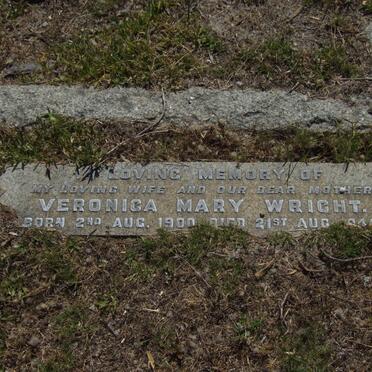 LOVING MEMORY OF
MY LOVING WIFE AND OUR DEAR MOTHER
VERONICA MARY WRIGHT.
BORN 2ND AUG. 1900 DIED 21ST AUG.